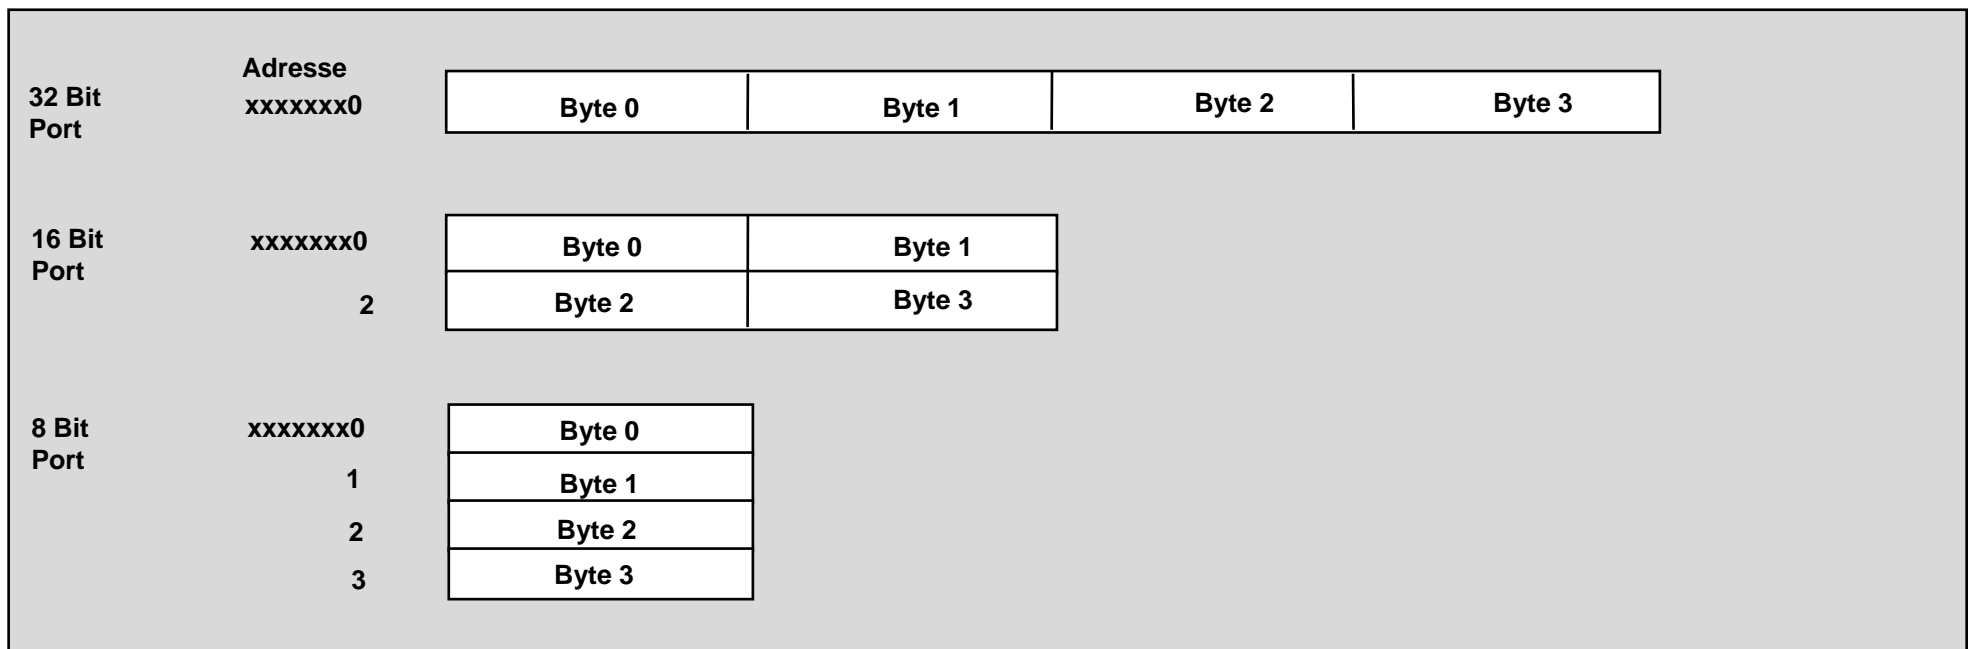 Adresse
32 Bit
Port
xxxxxxx0
Byte 0
Byte 1
Byte 2
Byte 3
16 Bit
Port
xxxxxxx0
Byte 0
Byte 1
2
Byte 2
Byte 3
8 Bit
Port
xxxxxxx0
Byte 0
1
Byte 1
2
Byte 2
3
Byte 3